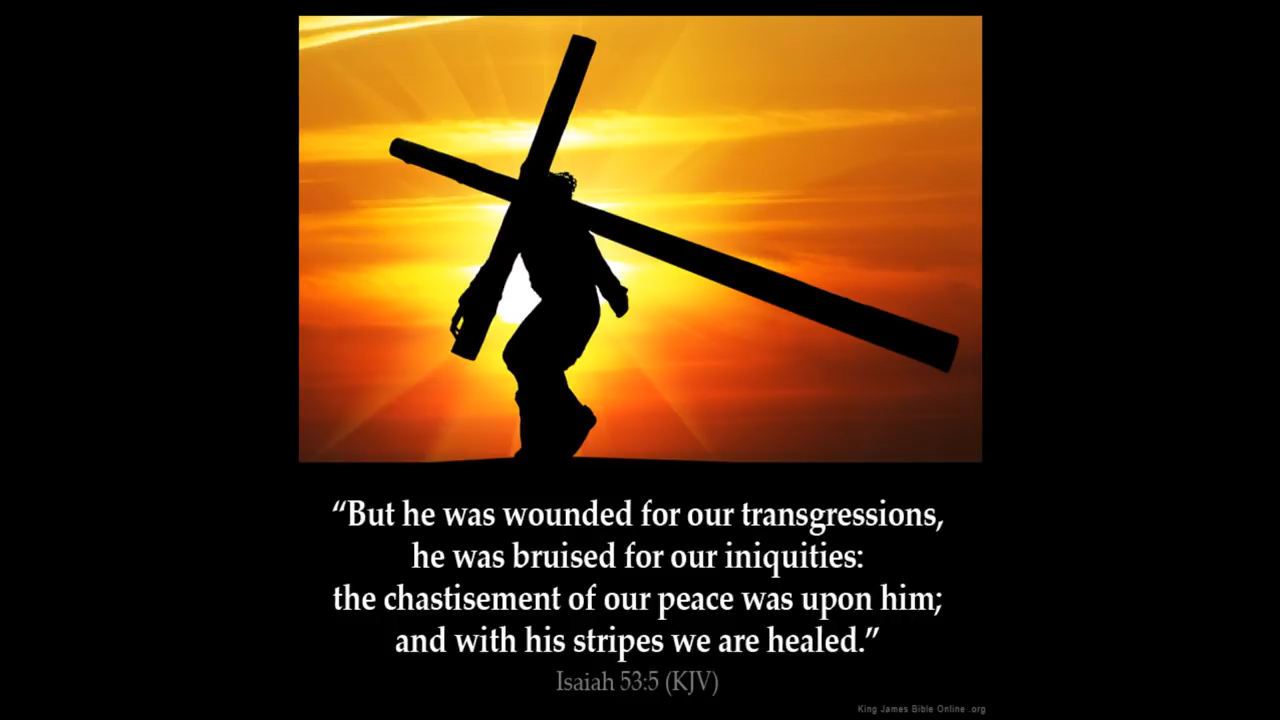 “But he was wounded for our transgressions,
he was bruised for our iniquities:
the chastisement of our peace was upon him;
and with his stripes we are healed.”
Isaiah 53:5 (KJV)
King James Bible Online .org